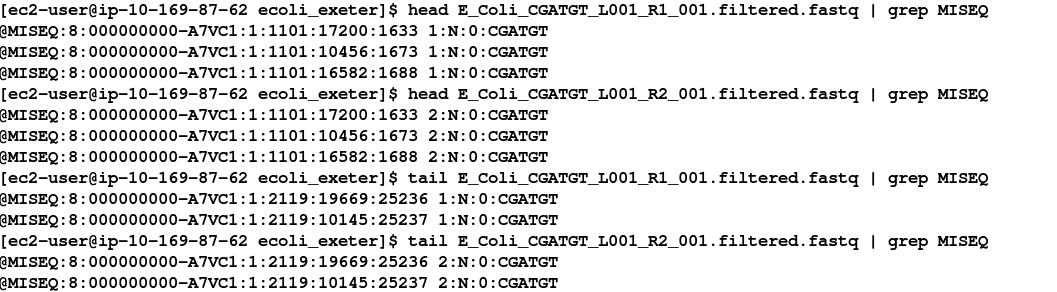 [ec2-user@ip-10-169-87-62 ecoli_exeter]$ head E_Coli_CGATGT_L001_R1_001.filtered.fastq | grep MISEQ
@MISEQ:8:000000000-A7VC1:1:1101:17200:1633 1:N:0:CGATGT
@MISEQ:8:000000000-A7VC1:1:1101:10456:1673 1:N:0:CGATGT
@MISEQ:8:000000000-A7VC1:1:1101:16582:1688 1:N:0:CGATGT
[ec2-user@ip-10-169-87-62 ecoli_exeter]$ head E_Coli_CGATGT_L001_R2_001.filtered.fastq | grep MISEQ
@MISEQ:8:000000000-A7VC1:1:1101:17200:1633 2:N:0:CGATGT
@MISEQ:8:000000000-A7VC1:1:1101:10456:1673 2:N:0:CGATGT
@MISEQ:8:000000000-A7VC1:1:1101:16582:1688 2:N:0:CGATGT
[ec2-user@ip-10-169-87-62 ecoli_exeter]$ tail E_Coli_CGATGT_L001_R1_001.filtered.fastq | grep MISEQ
@MISEQ:8:000000000-A7VC1:1:2119:19669:25236 1:N:0:CGATGT
@MISEQ:8:000000000-A7VC1:1:2119:10145:25237 1:N:0:CGATGT
[ec2-user@ip-10-169-87-62 ecoli_exeter]$ tail E_Coli_CGATGT_L001_R2_001.filtered.fastq | grep MISEQ
@MISEQ:8:000000000-A7VC1:1:2119:19669:25236 2:N:0:CGATGT
@MISEQ:8:000000000-A7VC1:1:2119:10145:25237 2:N:0:CGATGT